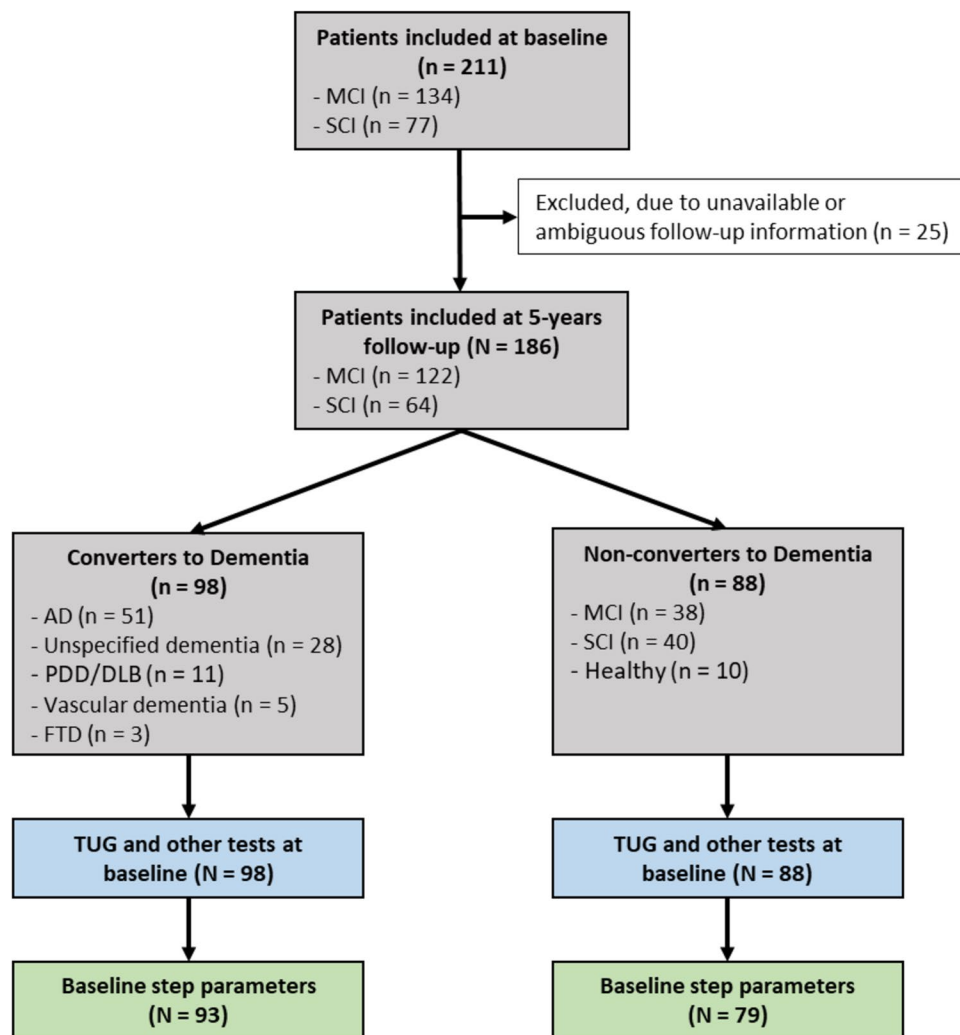 Patients included at baseline
(n = 211)
- MCI (n = 134)
- SCI (n = 77)
Excluded, due to unavailable or
ambiguous follow-up information (n = 25)
Patients included at 5-years
follow-up (N = 186)
- MCI (n = 122)
- SCI (n = 64)
Converters to Dementia
(n = 98)
- AD (n = 51)
- Unspecified dementia (n = 28)
- PDD/DLB (n = 11)
- Vascular dementia (n = 5)
- FTD (n = 3)
Non-converters to Dementia
(n = 88)
- MCI (n = 38)
- SCI (n = 40)
- Healthy (n = 10)
TUG and other tests at
baseline (N = 98)
TUG and other tests at
baseline (N = 88)
Baseline step parameters
(N = 93)
Baseline step parameters
(N = 79)